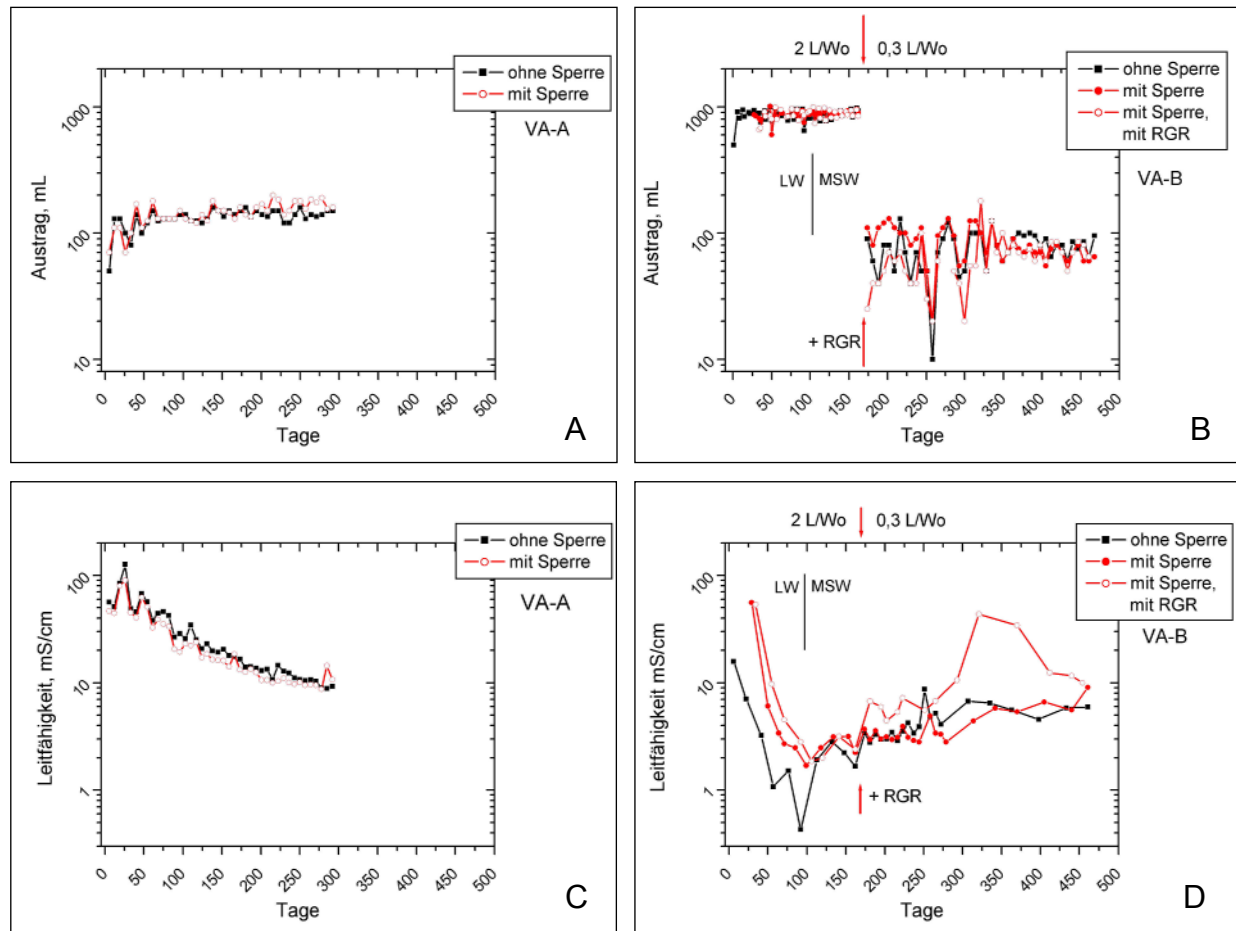 ohne Sperre
mit Sperre
VA-A
1000
100
10
Austrag, mL
0 50 100 150 200 250 300 350 400 450 500
Tage
A
2 L/Wo 0,3 L/Wo
ohne Sperre
mit Sperre
mit Sperre,
mit RGR
VA-B
LW MSW
+ RGR
1000
100
10
Austrag, mL
0 50 100 150 200 250 300 350 400 450 500
Tage
B
ohne Sperre
mit Sperre
VA-A
100
10
1
Leitfähigkeit, mS/cm
0 50 100 150 200 250 300 350 400 450 500
Tage
C
2 L/Wo 0,3 L/Wo
ohne Sperre
mit Sperre
mit Sperre,
mit RGR
VA-B
LW MSW
+ RGR
100
10
1
Leitfähigkeit mS/cm
0 50 100 150 200 250 300 350 400 450 500
Tage
D